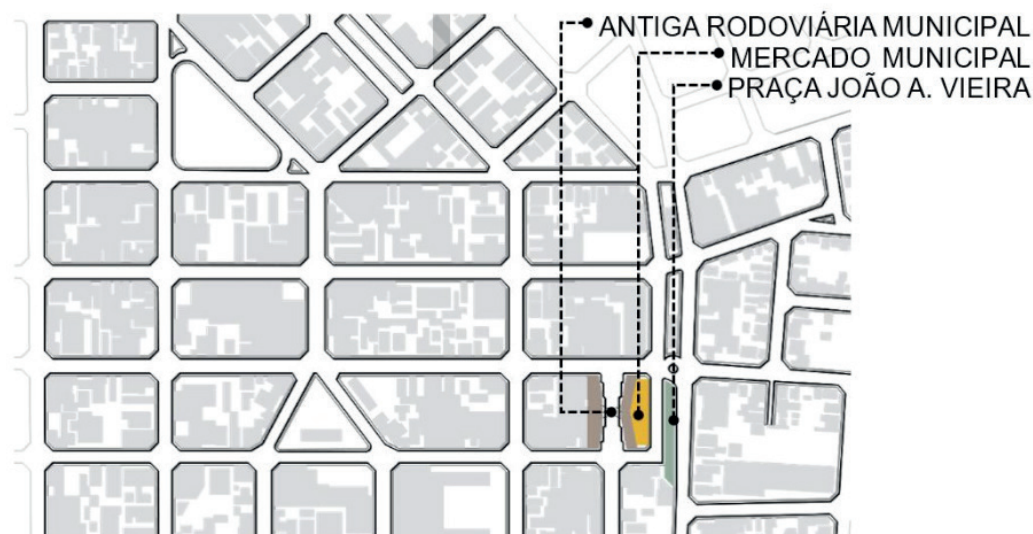 ANTIGA RODOVIÁRIA MUNICIPAL
MERCADO MUNICIPAL
PRAÇA JOÃO A. VIEIRA